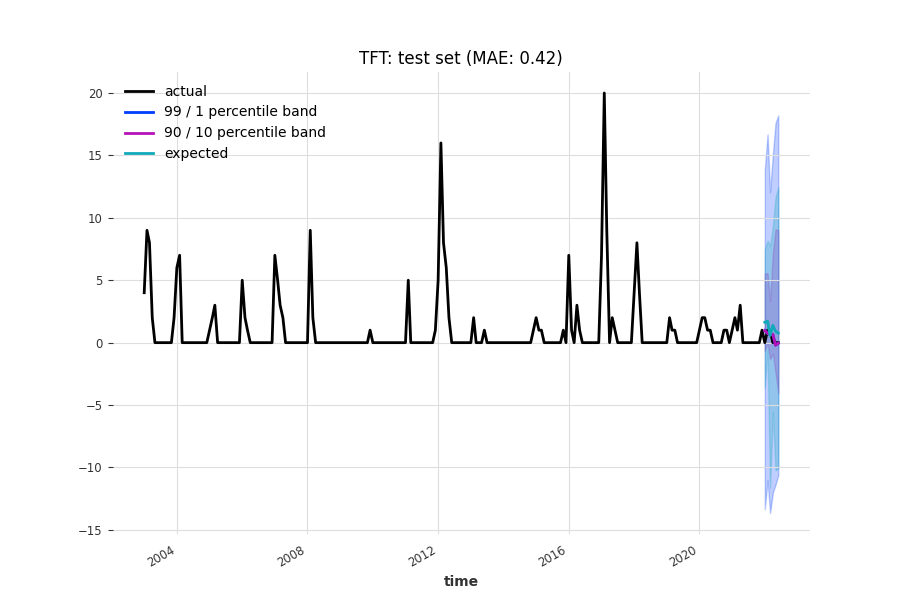 TFT: test set (MAE: 0.42)
actual
99 / 1 percentile band
90 / 10 percentile band
expected
20
15
10
5
0
−5
−10
−15
2004
2008
2012
2016
2020
time